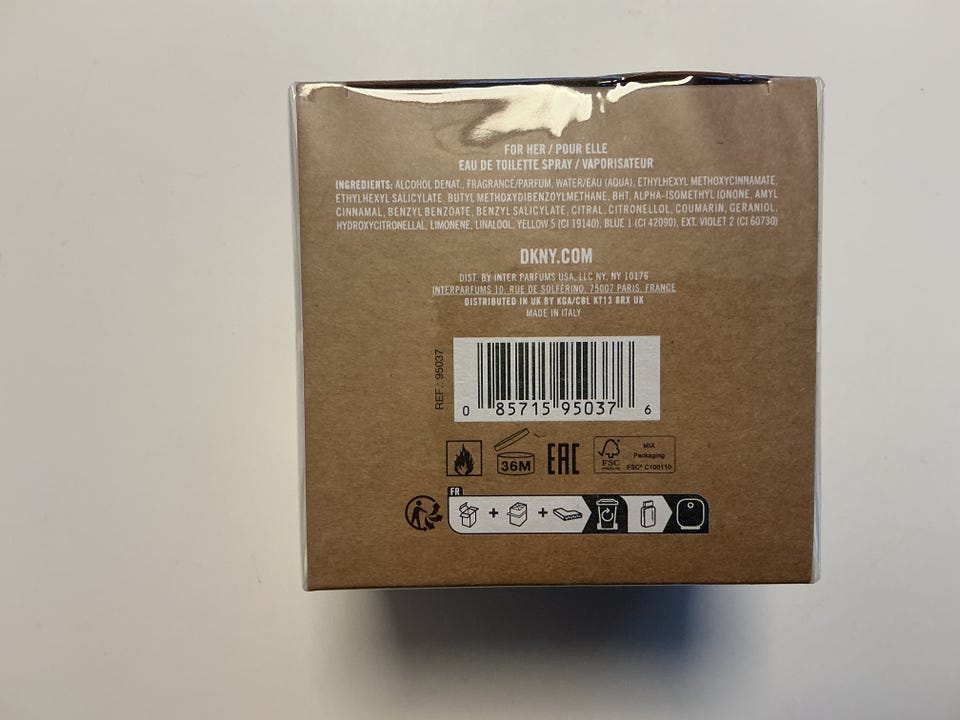 FOR HER / POUR ELLE
EAU DE TOILETTE SPRAY / VAPORISATEUR
INGREDIENTS: ALCOHOL DENAT., FRAGRANCE/PARFUM, WATER/EAU (AQUA), ETHYLHEXYL METHOXYCINNAMATE,
ETHYLHEXYL SALICYLATE, BUTYL METHOXYDIBENZOYLMETHANE, BHT, ALPHA-ISOMETHYL IONONE, AMYL
CINNAMAL, BENZYL BENZOATE, BENZYL SALICYLATE, CITRAL, CITRONELLOL, COUMARIN, GERANIOL,
HYDROXYCITRONELLAL, LIMONENE, LINALOOL, YELLOW 5 (CI 19140), BLUE 1 (CI 42090), EXT. VIOLET 2 (CI 60730)
DKNY.COM
DIST. BY INTER PARFUMS USA, LLC NY, NY 10176
INTERPARFUMS 10, RUE DE SOLFÉRINO, 75007 PARIS, FRANCE
DISTRIBUTED IN UK BY KGA/CBL KT13 8RX UK
MADE IN ITALY
REF.: 95037
0 85715 95037 6
36M
EAC
FSC
MIX
Packaging
FSC® C100110
FR